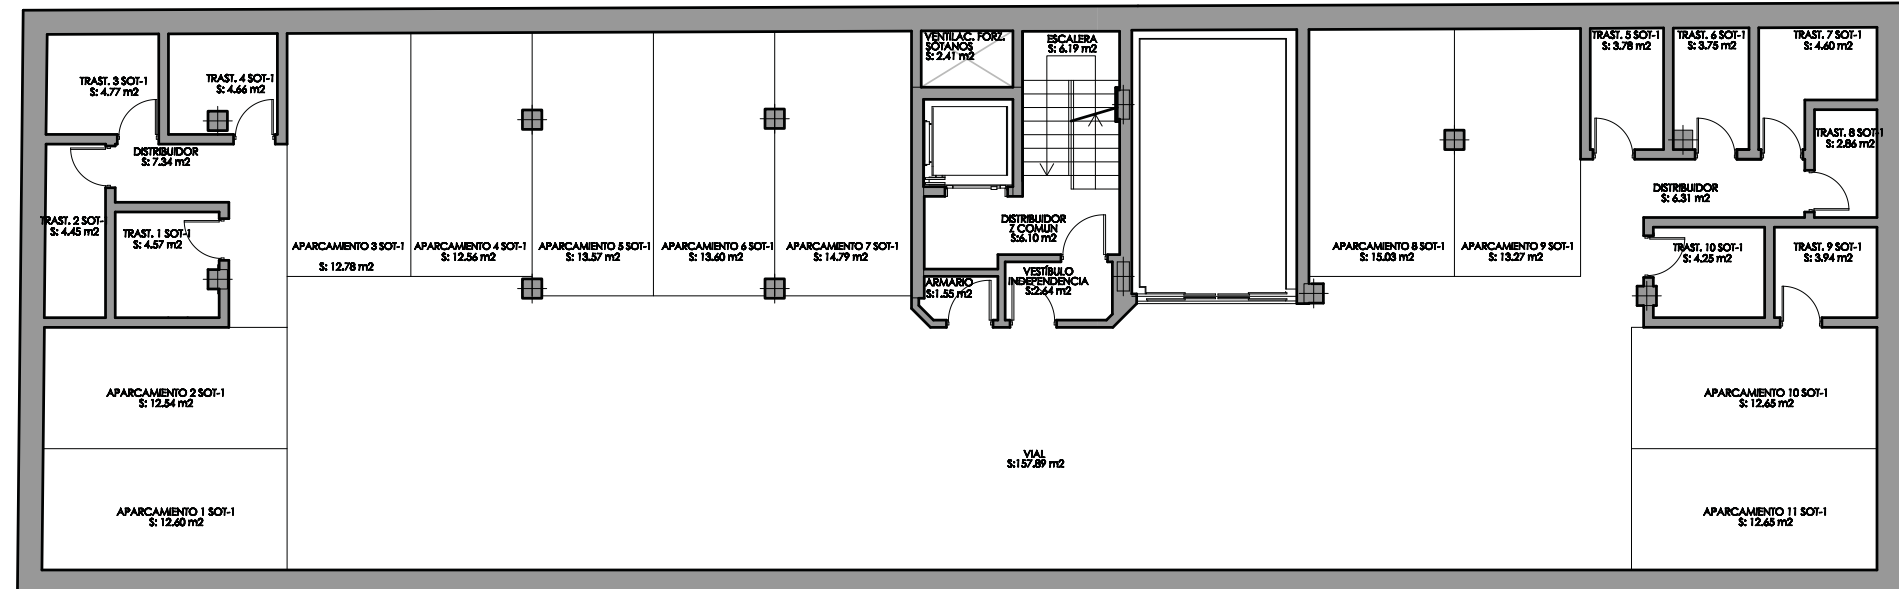 TRAST. 3 SOT-1
S: 4.77 m2
TRAST. 4 SOT-1
S: 4.66 m2
DISTRIBUIDOR
S: 7.34 m2
TRAST. 2 SOT-1
S: 4.45 m2
TRAST. 1 SOT-1
S: 4.57 m2
APARCAMIENTO 3 SOT-1
S: 12.78 m2
APARCAMIENTO 4 SOT-1
S: 12.56 m2
APARCAMIENTO 5 SOT-1
S: 13.57 m2
APARCAMIENTO 6 SOT-1
S: 13.60 m2
APARCAMIENTO 7 SOT-1
S: 14.79 m2
VENTILAC. FORZ.
SÓTANOS
S: 2.41 m2
ESCALERA
S: 6.19 m2
DISTRIBUIDOR
Z COMUN
S:6.10 m2
ARMARIO
S:1.55 m2
VESTÍBULO
INDEPENDENCIA
S:2.64 m2
APARCAMIENTO 8 SOT-1
S: 15.03 m2
APARCAMIENTO 9 SOT-1
S: 13.27 m2
TRAST. 5 SOT-1
S: 3.78 m2
TRAST. 6 SOT-1
S: 3.75 m2
TRAST. 7 SOT-1
S: 4.60 m2
TRAST. 8 SOT-1
S: 2.86 m2
DISTRIBUIDOR
S: 6.31 m2
TRAST. 10 SOT-1
S: 4.25 m2
TRAST. 9 SOT-1
S: 3.94 m2
APARCAMIENTO 2 SOT-1
S: 12.54 m2
APARCAMIENTO 1 SOT-1
S: 12.60 m2
VIAL
S:157.89 m2
APARCAMIENTO 10 SOT-1
S: 12.65 m2
APARCAMIENTO 11 SOT-1
S: 12.65 m2